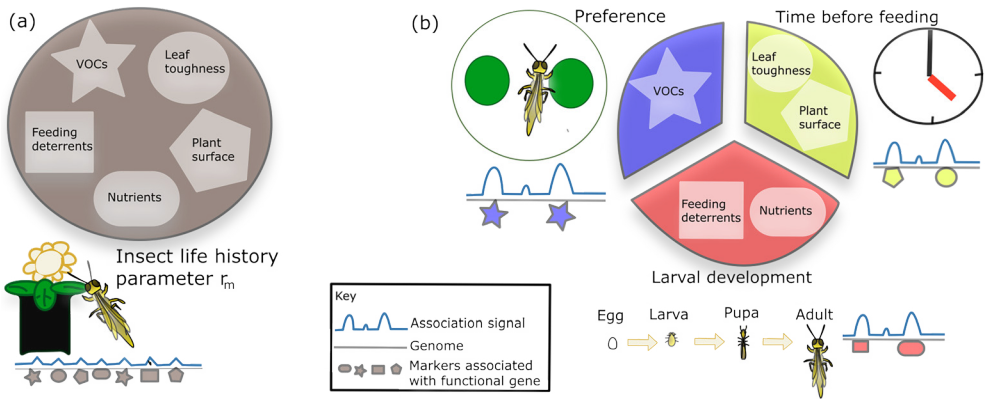 (a)
VOCs
Leaf
toughness
Feeding
deterrents
Plant
surface
Nutrients
Insect life history
parameter rm
(b)
Preference
VOCs
Time before feeding
Leaf
toughness
Plant
surface
Feeding
deterrents
Nutrients
Larval development
Egg
Larva
Pupa
Adult
Key
Association signal
Genome
Markers associated
with functional gene